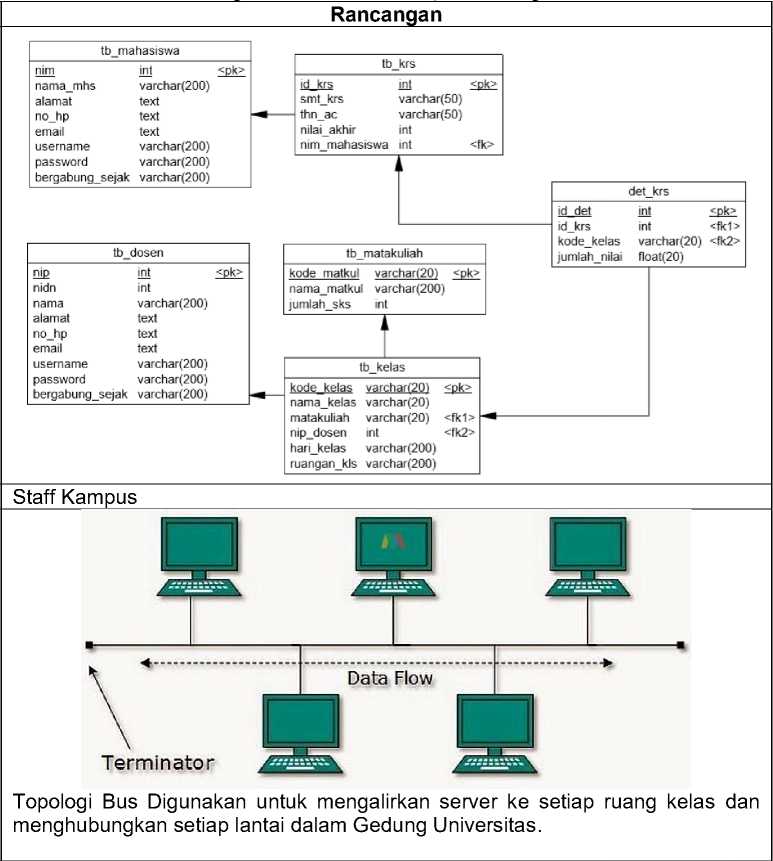 Rancangan
tb_mahasiswa
nim int <pk>
nama_mhs varchar(200)
alamat text
no_hp text
email text
username varchar(200)
password varchar(200)
bergabung_sejak varchar(200)
tb_krs
id_krs int <pk>
smt_krs varchar(50)
thn_ac varchar(50)
nilai_akhir int
nim_mahasiswa int <fk>
det_krs
id_det int <pk>
id_krs int <fk1>
kode_kelas varchar(20) <fk2>
jumlah_nilai float(20)
tb_dosen
nip int <pk>
nidn int
nama varchar(200)
alamat text
no_hp text
email text
username varchar(200)
password varchar(200)
bergabung_sejak varchar(200)
tb_matakuliah
kode_matkul varchar(20) <pk>
nama_matkul varchar(200)
jumlah_sks int
tb_kelas
kode_kelas varchar(20) <pk>
nama_kelas varchar(20)
matakuliah varchar(20) <fk1>
nip_dosen int <fk2>
hari_kelas varchar(200)
ruangan_kls varchar(200)
Staff Kampus
Data Flow
Terminator
Topologi Bus Digunakan untuk mengalirkan server ke setiap ruang kelas dan
menghubungkan setiap lantai dalam Gedung Universitas.